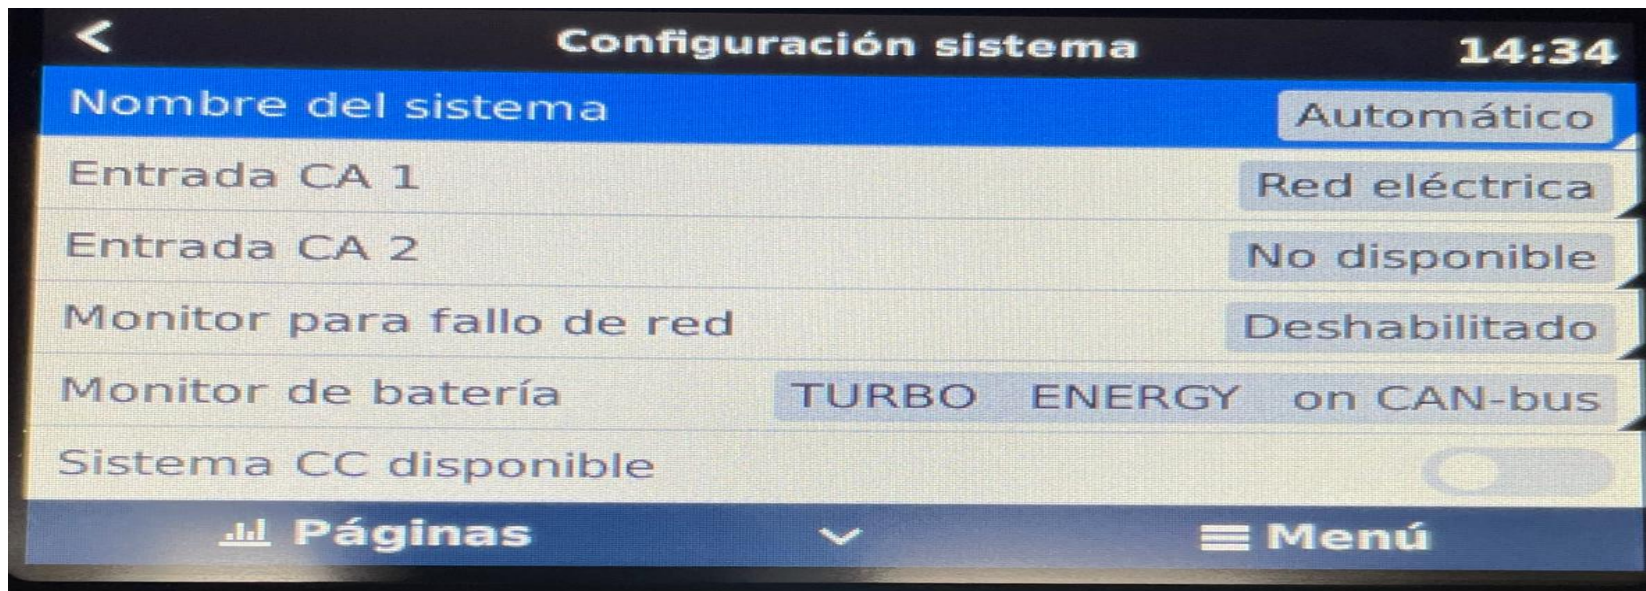 Configuración sistema 14:34
Nombre del sistema Automático
Entrada CA 1 Red eléctrica
Entrada CA 2 No disponible
Monitor para fallo de red Deshabilitado
Monitor de batería TURBO ENERGY on CAN-bus
Sistema CC disponible
Páginas Menú